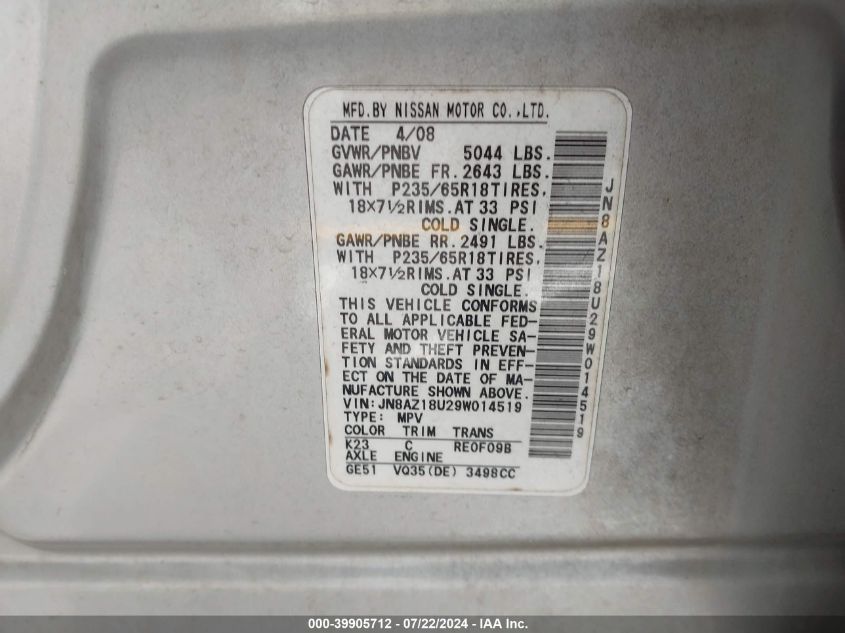 MFD.BY NISSAN MOTOR CO.,LTD.
DATE 4/08
GVWR/PNBV 5044 LBS.
GAWR/PNBE FR.2643 LBS.
WITH P235/65R18TIRES,
18X7½RIMS.AT 33 PSI
COLD SINGLE.
GAWR/PNBE RR.2491 LBS.
WITH P235/65R18TIRES,
18X7½RIMS.AT 33 PSI
COLD SINGLE.
THIS VEHICLE CONFORMS
TO ALL APPLICABLE FED-
ERAL MOTOR VEHICLE SA-
FETY AND THEFT PREVEN-
TION STANDARDS IN EFF-
ECT ON THE DATE OF MA-
NUFACTURE SHOWN ABOVE.
VIN:JN8AZ18U29W014519
TYPE: MPV
COLOR TRIM TRANS
K23 C RE0F09B
AXLE ENGINE
GE51 VQ35(DE) 3498CC
JN8AZ18U29W014519
000-39905712 - 07/22/2024 - IAA Inc.